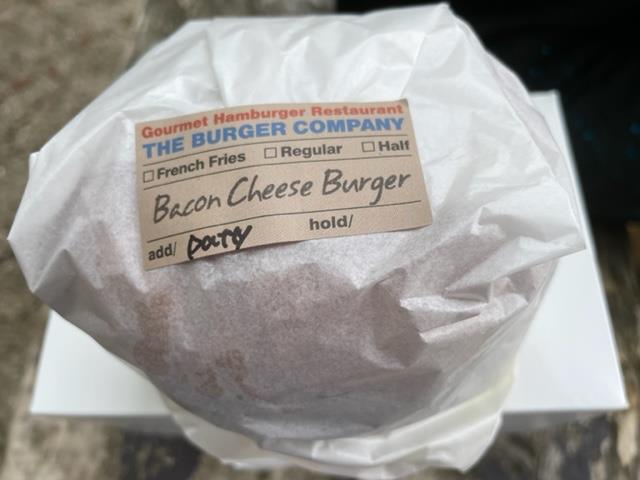 Gourmet Hamburger Restaurant
THE BURGER COMPANY
□French Fries □Regular □Half
Bacon Cheese Burger
add/ patty hold/